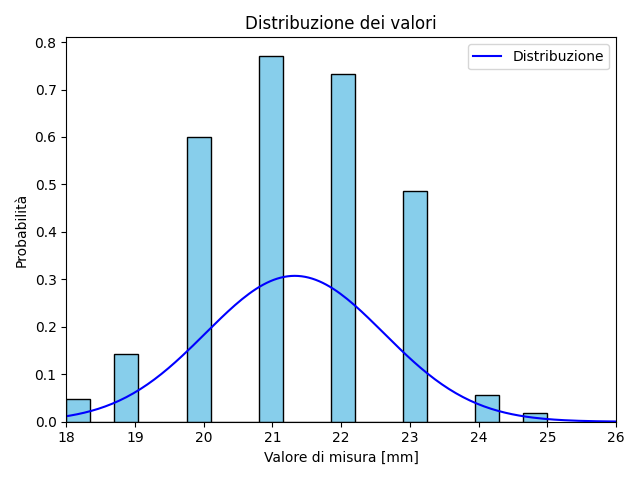 Distribuzione dei valori
Distribuzione
Probabilità
0.8
0.7
0.6
0.5
0.4
0.3
0.2
0.1
0.0
18 19 20 21 22 23 24 25 26
Valore di misura [mm]